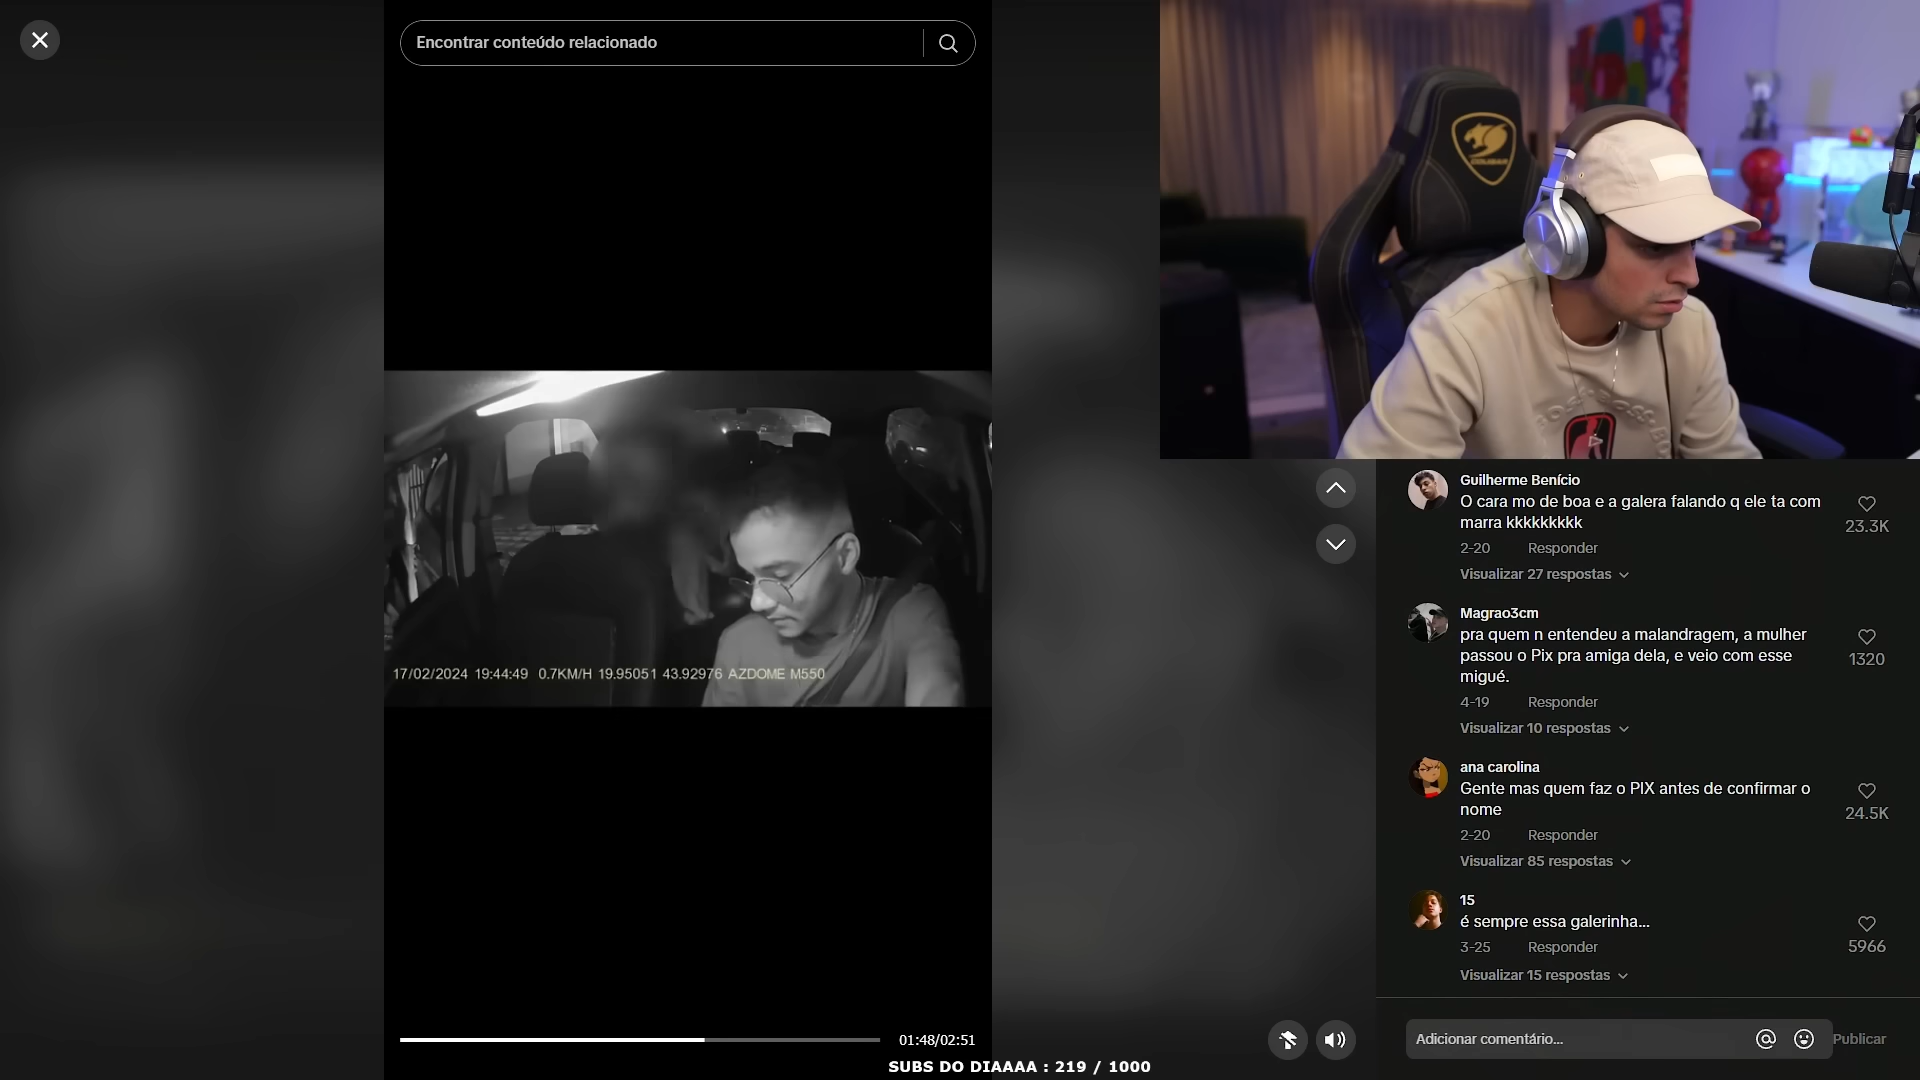 Encontrar conteúdo relacionado
COUGAR
17/02/2024 19:44:49 0.7KM/H 19.95051 43.92976 AZDOME M550
01:48/02:51
SUBS DO DIAAAA : 219 / 1000
Guilherme Benício
O cara mo de boa e a galera falando q ele ta com
marra kkkkkkkkk
23.3K
2-20 Responder
Visualizar 27 respostas
Magrao3cm
pra quem n entendeu a malandragem, a mulher
passou o Pix pra amiga dela, e veio com esse
migué.
1320
4-19 Responder
Visualizar 10 respostas
ana carolina
Gente mas quem faz o PIX antes de confirmar o
nome
24.5K
2-20 Responder
Visualizar 85 respostas
15
é sempre essa galerinha...
5966
3-25 Responder
Visualizar 15 respostas
Adicionar comentário...
Publicar